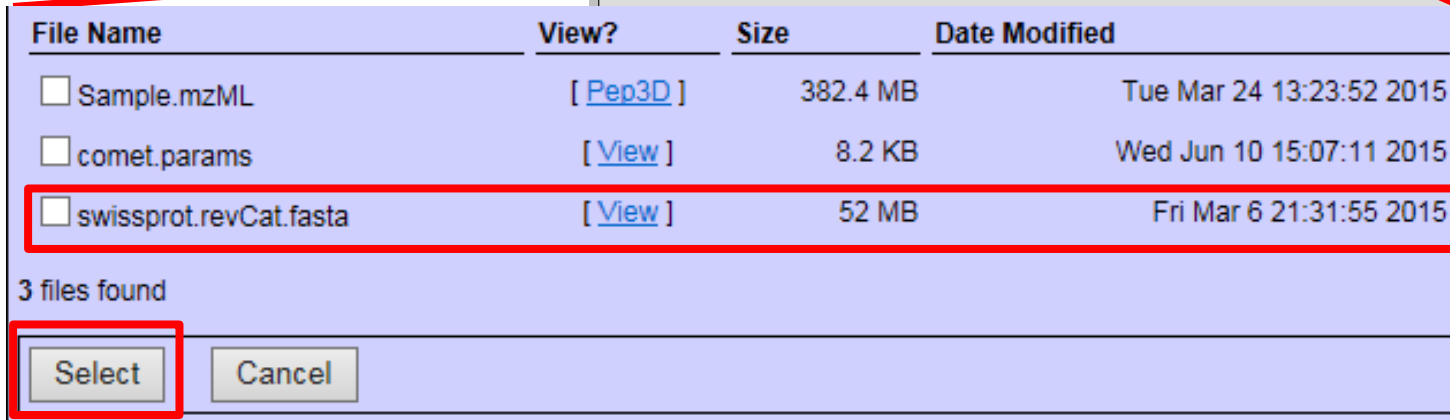 File Name View? Size Date Modified
Sample.mzML [ Pep3D ] 382.4 MB Tue Mar 24 13:23:52 2015
comet.params [ View ] 8.2 KB Wed Jun 10 15:07:11 2015
swissprot.revCat.fasta [ View ] 52 MB Fri Mar 6 21:31:55 2015
3 files found
Select Cancel